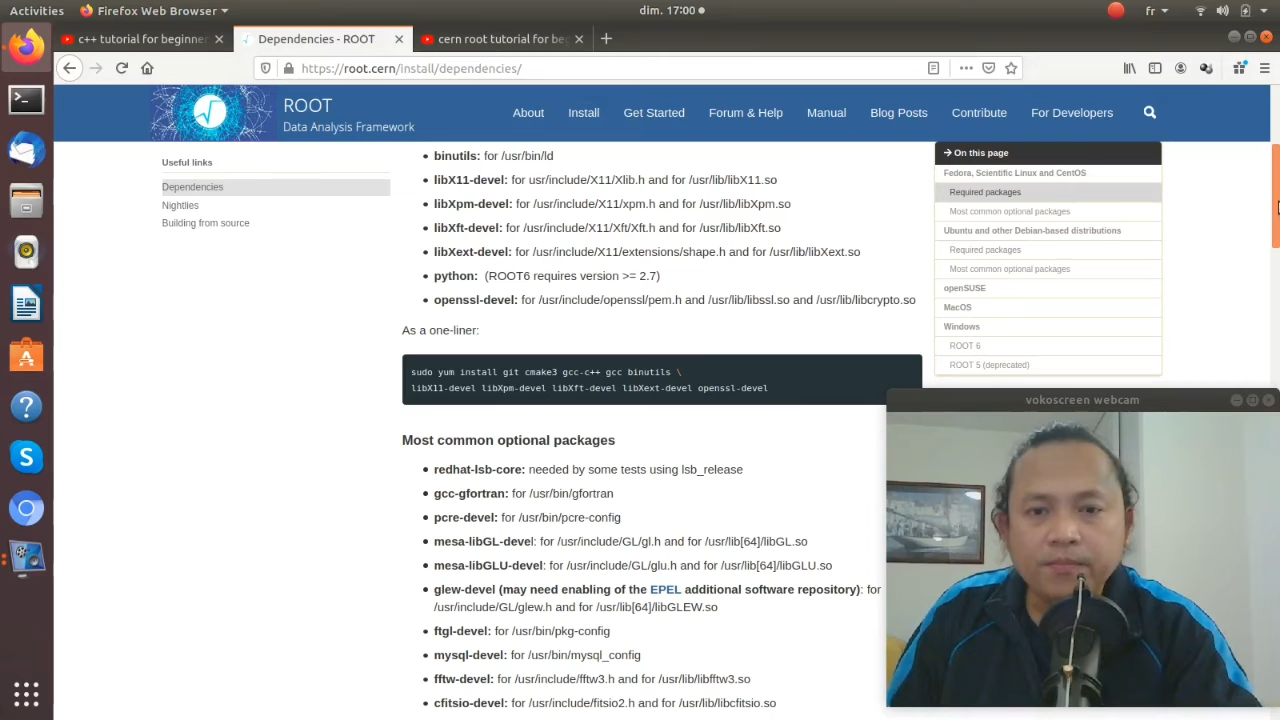 Activities
Firefox Web Browser
dim. 17:00
fr
c++ tutorial for beginner
Dependencies - ROOT
cern root tutorial for be
https://root.cern/install/dependencies/
ROOT
Data Analysis Framework
About
Install
Get Started
Forum & Help
Manual
Blog Posts
Contribute
For Developers
Useful links
Dependencies
Nightlies
Building from source
binutils: for /usr/bin/ld
libX11-devel: for usr/include/X11/Xlib.h and for /usr/lib/libX11.so
libXpm-devel: for /usr/include/X11/xpm.h and for /usr/lib/libXpm.so
libXft-devel: for /usr/include/X11/Xft/Xft.h and for /usr/lib/libXft.so
libXext-devel: for /usr/include/X11/extensions/shape.h and for /usr/lib/libXext.so
python: (ROOT6 requires version >= 2.7)
openssl-devel: for /usr/include/openssl/pem.h and /usr/lib/libssl.so and /usr/lib/libcrypto.so
As a one-liner:
sudo yum install git cmake3 gcc-c++ gcc binutils \
libX11-devel libXpm-devel libXft-devel libXext-devel openssl-devel
Most common optional packages
redhat-lsb-core: needed by some tests using lsb_release
gcc-gfortran: for /usr/bin/gfortran
pcre-devel: for /usr/bin/pcre-config
mesa-libGL-devel: for /usr/include/GL/gl.h and for /usr/lib[64]/libGL.so
mesa-libGLU-devel: for /usr/include/GL/glu.h and for /usr/lib[64]/libGLU.so
glew-devel (may need enabling of the EPEL additional software repository): for
/usr/include/GL/glew.h and for /usr/lib[64]/libGLEW.so
ftgl-devel: for /usr/bin/pkg-config
mysql-devel: for /usr/bin/mysql_config
fftw-devel: for /usr/include/fftw3.h and for /usr/lib/libfftw3.so
cfitsio-devel: for /usr/include/fitsio2.h and for /usr/lib/libcfitsio.so
On this page
Fedora, Scientific Linux and CentOS
Required packages
Most common optional packages
Ubuntu and other Debian-based distributions
Required packages
Most common optional packages
openSUSE
MacOS
Windows
ROOT 6
ROOT 5 (deprecated)
vokoscreen webcam